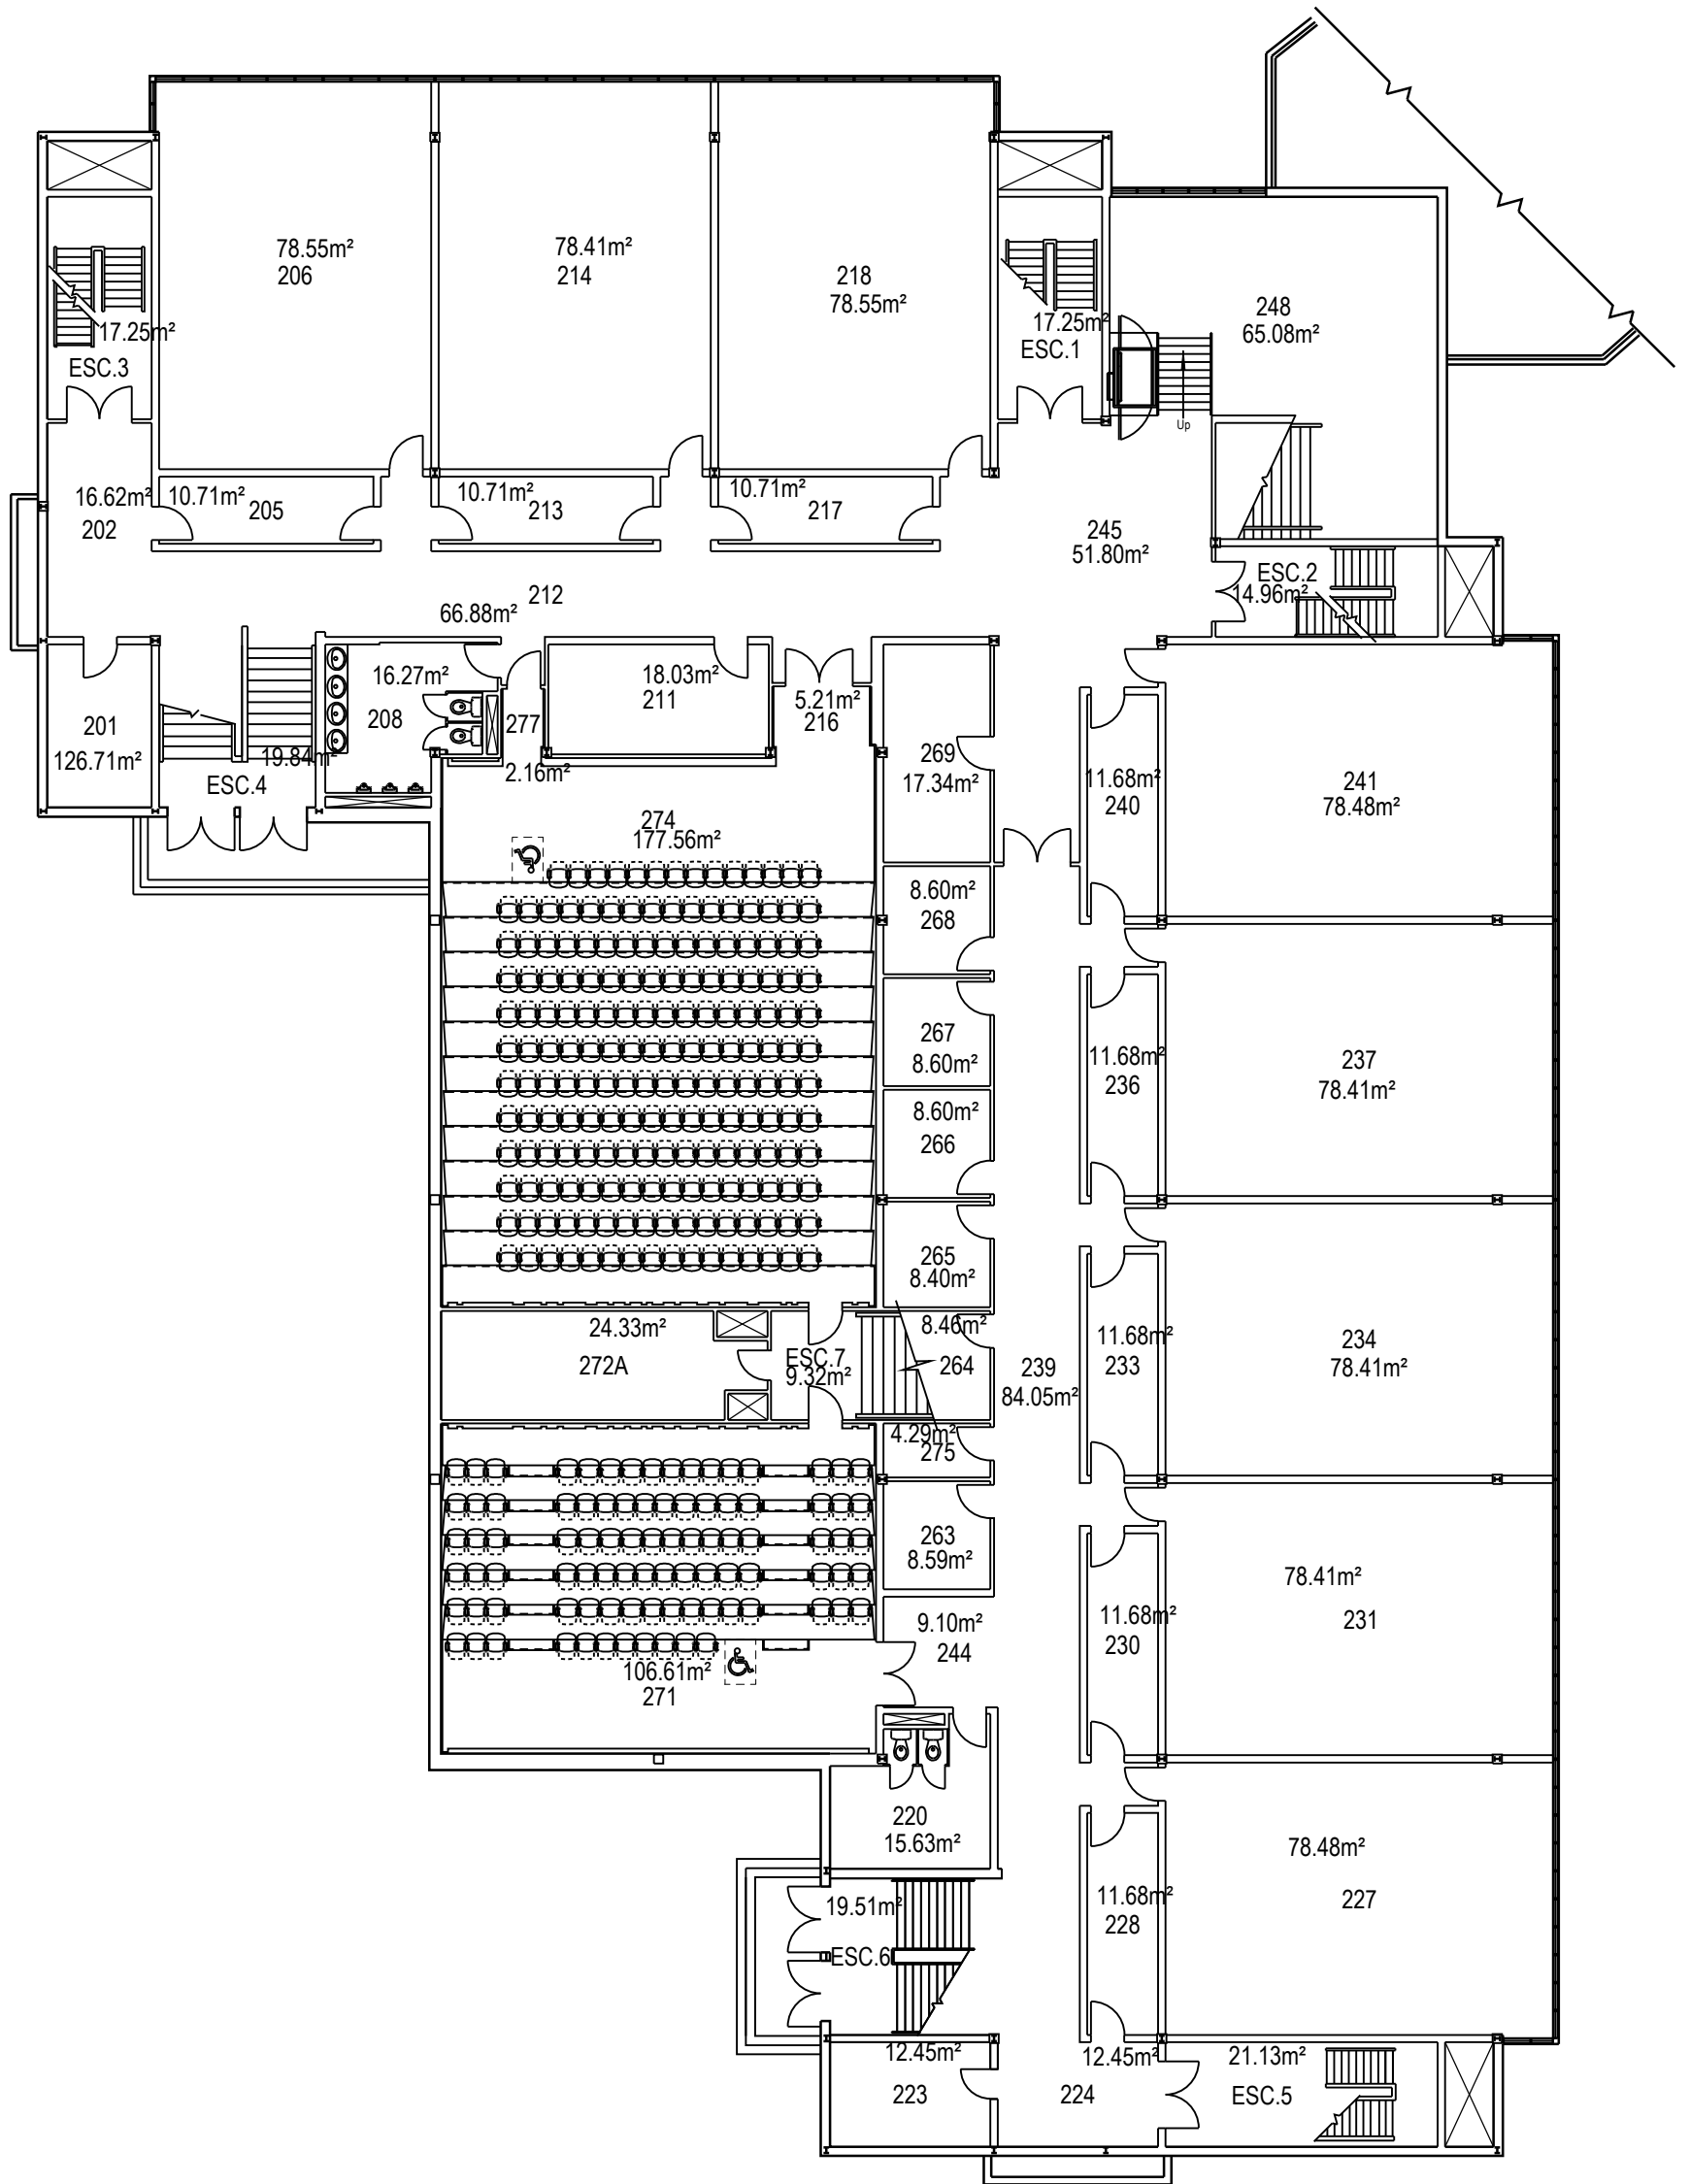 78.55m²
206
78.41m²
214
218
78.55m²
17.25m²
ESC.3
17.25m²
ESC.1
248
65.08m²
Up
16.62m²
202
10.71m²
205
10.71m²
213
10.71m²
217
245
51.80m²
ESC.2
14.96m²
212
66.88m²
201
126.71m²
19.84m²
ESC.4
16.27m²
208
277
2.16m²
18.03m²
211
5.21m²
216
269
17.34m²
11.68m²
240
241
78.48m²
274
177.56m²
8.60m²
268
267
8.60m²
11.68m²
236
237
78.41m²
8.60m²
266
265
8.40m²
24.33m²
272A
ESC.7
9.32m²
8.46m²
264
239
84.05m²
11.68m²
233
234
78.41m²
4.29m²
275
263
8.59m²
78.41m²
231
11.68m²
230
9.10m²
244
106.61m²
271
220
15.63m²
78.48m²
227
11.68m²
228
19.51m²
ESC.6
12.45m²
223
12.45m²
224
21.13m²
ESC.5